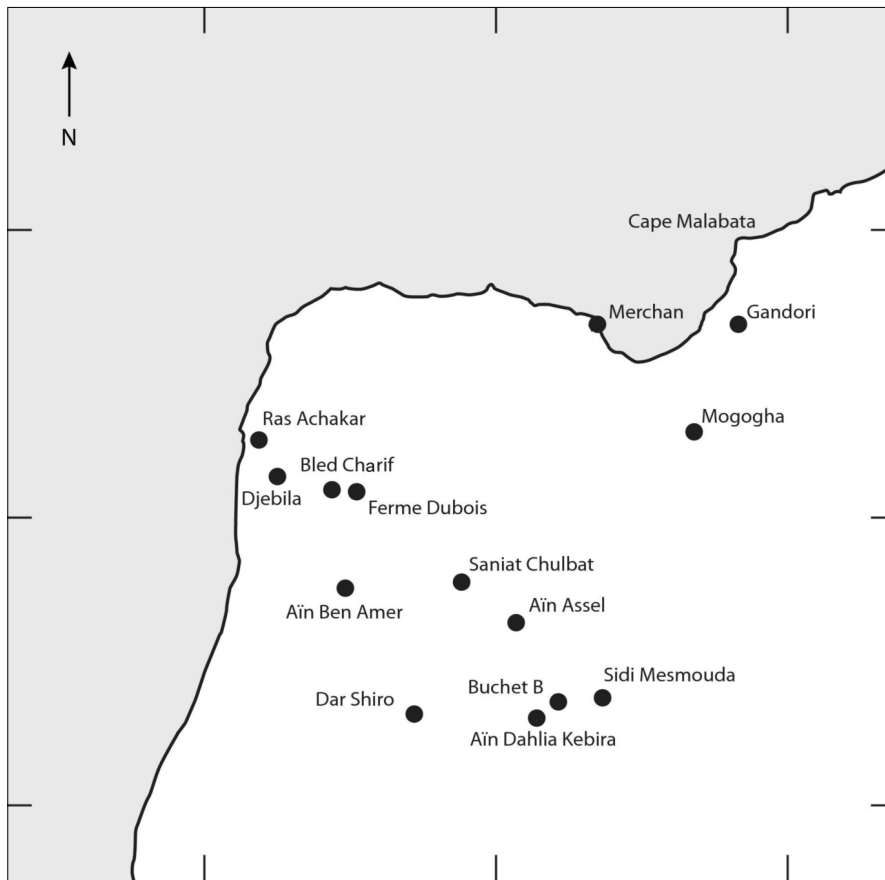 N
Cape Malabata
Merchan
Gandori
Ras Achakar
Mogogha
Bled Charif
Djebila
Ferme Dubois
Saniat Chulbat
Aïn Ben Amer
Aïn Assel
Sidi Mesmouda
Buchet B
Dar Shiro
Aïn Dahlia Kebira